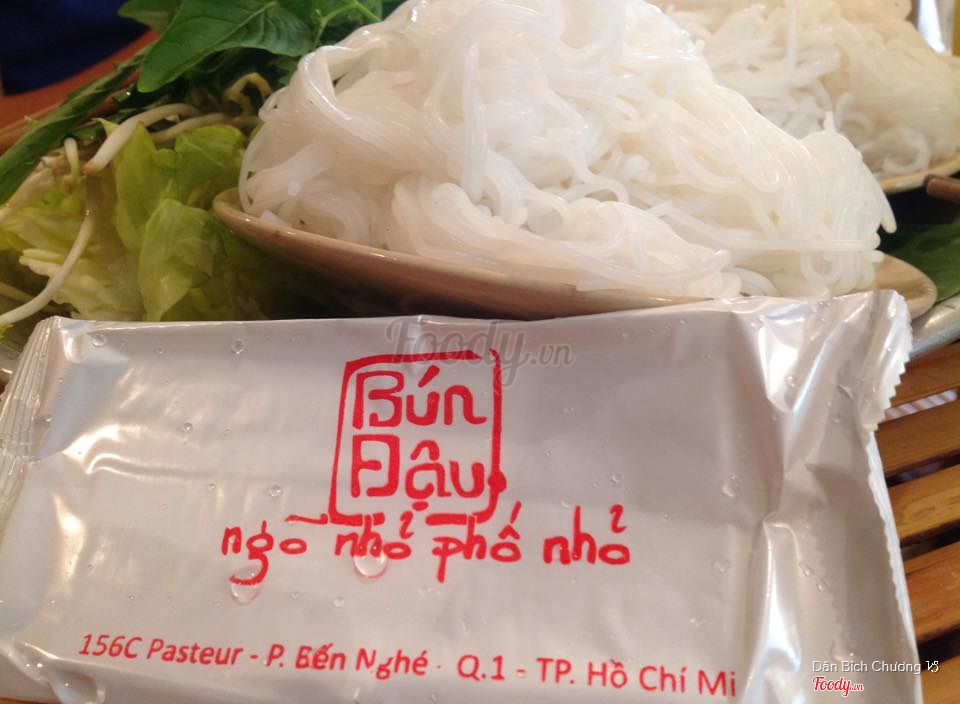 Foody.vn
Bún
Đậu
ngõ nhỏ phố nhỏ
156C Pasteur - P. Bến Nghé - Q.1 - TP. Hồ Chí Mi
Dân Bích Chương
Foody.vn